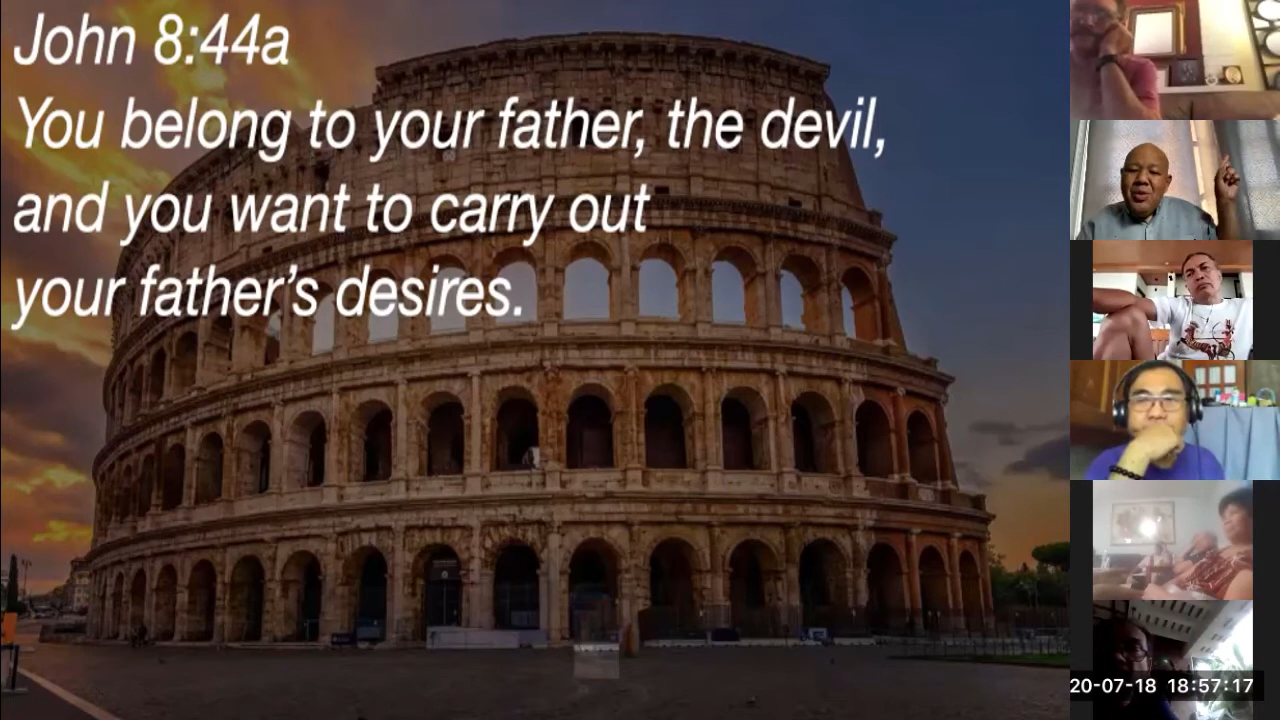 John 8:44a
You belong to your father, the devil,
and you want to carry out
your father’s desires.
20-07-18 18:57:17